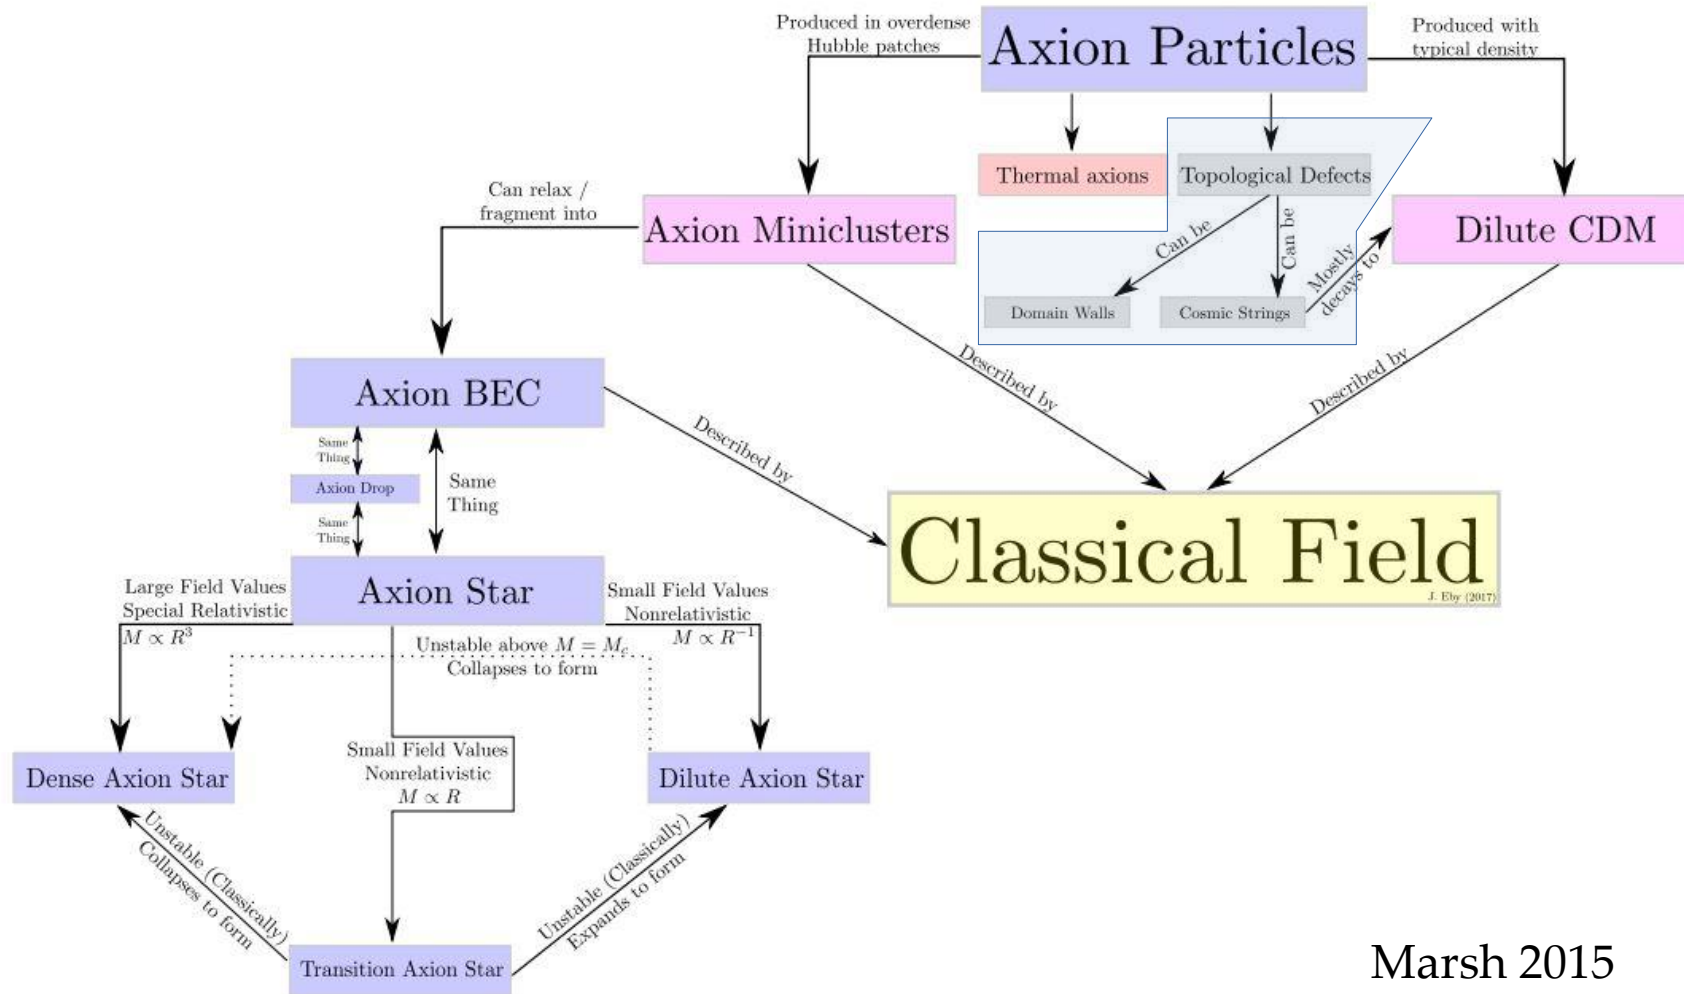 Produced in overdense
Hubble patches
Axion Particles
Produced with
typical density
Thermal axions
Topological Defects
Can relax /
fragment into
Axion Miniclusters
Can be
Can be
Mostly
decays to
Dilute CDM
Domain Walls
Cosmic Strings
Described by
Described by
Axion BEC
Described by
Same
Thing
Axion Drop
Same
Thing
Same
Thing
Classical Field
J. Eby (2017)
Axion Star
Large Field Values
Special Relativistic
M ∝ R³
Small Field Values
Nonrelativistic
M ∝ R⁻¹
Unstable above M = M_c
Collapses to form
Small Field Values
Nonrelativistic
M ∝ R
Dense Axion Star
Dilute Axion Star
Unstable (Classically)
Collapses to form
Unstable (Classically)
Expands to form
Transition Axion Star
Marsh 2015